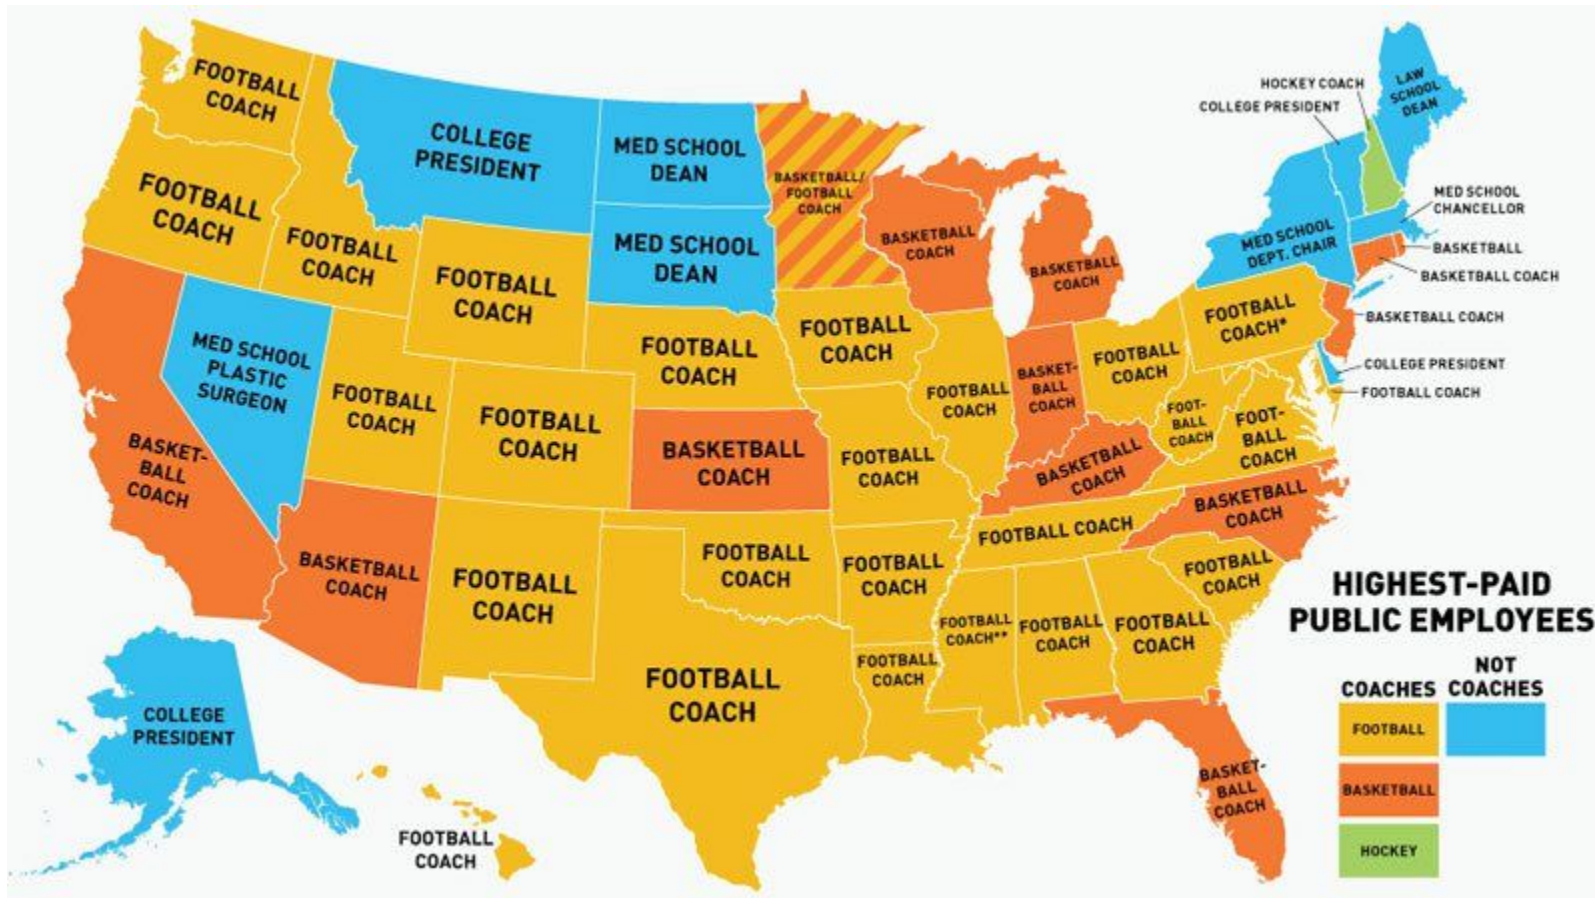 FOOTBALL
COACH
COLLEGE
PRESIDENT
MED SCHOOL
DEAN
BASKETBALL/
FOOTBALL
COACH
HOCKEY COACH
COLLEGE PRESIDENT
LAW
SCHOOL
DEAN
FOOTBALL
COACH
FOOTBALL
COACH
FOOTBALL
COACH
MED SCHOOL
DEAN
BASKETBALL
COACH
BASKETBALL
COACH
MED SCHOOL
DEPT. CHAIR
MED SCHOOL
CHANCELLOR
BASKETBALL
BASKETBALL COACH
MED SCHOOL
PLASTIC
SURGEON
FOOTBALL
COACH
FOOTBALL
COACH
FOOTBALL
COACH*
BASKETBALL COACH
COLLEGE PRESIDENT
FOOTBALL COACH
FOOTBALL
COACH
FOOTBALL
COACH
FOOTBALL
COACH
BASKET-
BALL
COACH
FOOTBALL
COACH
FOOT-
BALL
COACH
FOOT-
BALL
COACH
BASKET-
BALL
COACH
BASKETBALL
COACH
FOOTBALL
COACH
BASKETBALL
COACH
BASKETBALL
COACH
BASKETBALL
COACH
FOOTBALL
COACH
FOOTBALL
COACH
FOOTBALL
COACH
FOOTBALL COACH
FOOTBALL
COACH
FOOTBALL
COACH
FOOTBALL
COACH
FOOTBALL
COACH**
FOOTBALL
COACH
FOOTBALL
COACH
COLLEGE
PRESIDENT
FOOTBALL
COACH
BASKET-
BALL
COACH
HIGHEST-PAID
PUBLIC EMPLOYEES
NOT
COACHES COACHES
FOOTBALL
BASKETBALL
HOCKEY